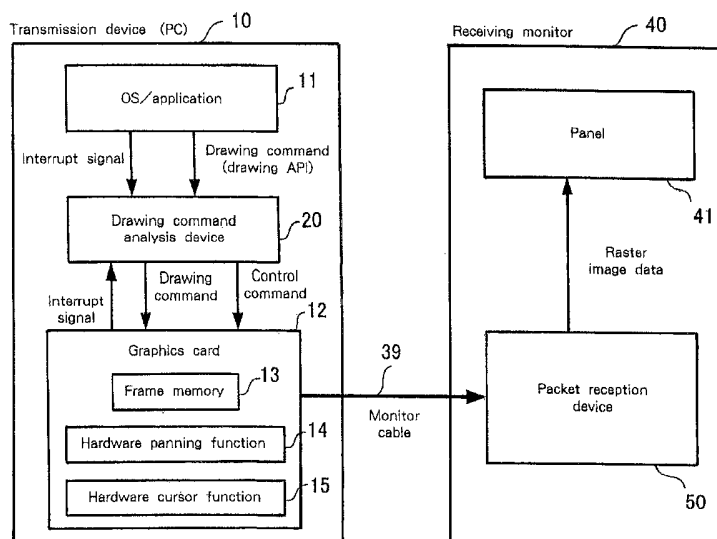 Transmission device (PC)
10
OS/application
11
Interrupt signal
Drawing command
(drawing API)
Drawing command
analysis device
20
Interrupt
signal
Drawing
command
Control
command
12
Graphics card
Frame memory
13
Hardware panning function
14
Hardware cursor function
15
39
Monitor
cable
Receiving monitor
40
Panel
41
Raster
image data
Packet reception
device
50